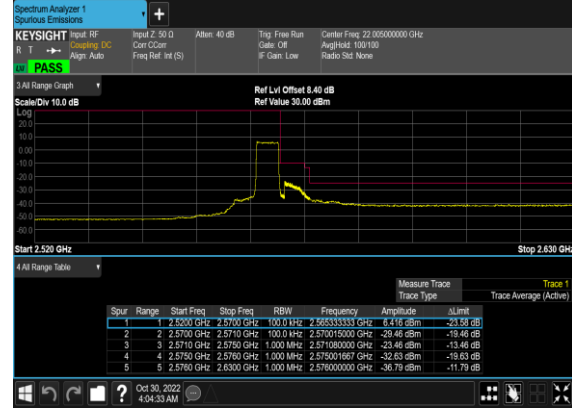 Spectrum Analyzer 1
Spurious Emissions
KEYSIGHT Input: RF
R T
Coupling: DC
Align: Auto
Input Z: 50 Ω
Corr CCorr
Freq Ref: Int (S)
Atten: 40 dB
Trig: Free Run
Gate: Off
IF Gain: Low
Center Freq: 22.005000000 GHz
Avg|Hold: 100/100
Radio Std: None
PASS
3 All Range Graph
Scale/Div 10.0 dB
Ref Lvl Offset 8.40 dB
Ref Value 30.00 dBm
Log
20.0
10.0
0.00
-10.0
-20.0
-30.0
-40.0
-50.0
-60.0
Start 2.520 GHz
Stop 2.630 GHz
4 All Range Table
Measure Trace Trace 1
Trace Type Trace Average (Active)
Spur Range Start Freq Stop Freq RBW Frequency Amplitude ΔLimit
1 1 2.5200 GHz 2.5700 GHz 100.0 kHz 2.565333333 GHz 6.416 dBm -23.58 dB
2 2 2.5700 GHz 2.5710 GHz 100.0 kHz 2.570015000 GHz -29.46 dBm -19.46 dB
3 3 2.5710 GHz 2.5750 GHz 1.000 MHz 2.571080000 GHz -23.46 dBm -13.46 dB
4 4 2.5750 GHz 2.5760 GHz 1.000 MHz 2.575001667 GHz -32.63 dBm -19.63 dB
5 5 2.5760 GHz 2.6300 GHz 1.000 MHz 2.576000000 GHz -36.79 dBm -11.79 dB
?
Oct 30, 2022
4:04:33 AM